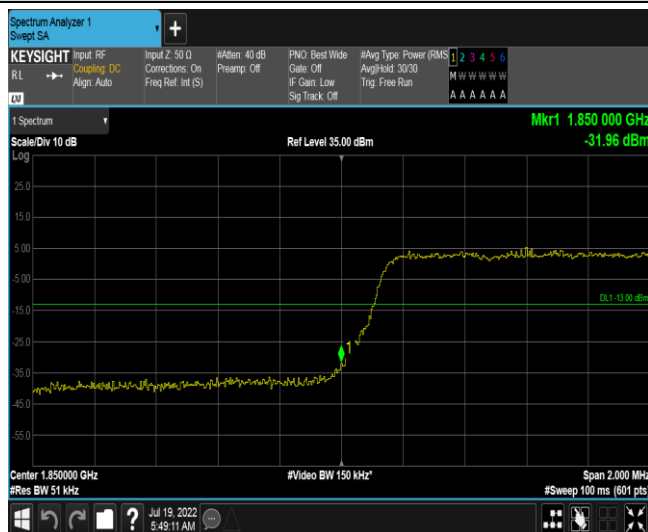 Spectrum Analyzer 1
Swept SA
+
KEYSIGHT
RL
LXI
Input: RF
Coupling: DC
Align: Auto
Input Z: 50 Ω
Corrections: On
Freq Ref: Int (S)
#Atten: 40 dB
Preamp: Off
PNO: Best Wide
Gate: Off
IF Gain: Low
Sig Track: Off
#Avg Type: Power (RMS
Avg|Hold: 30/30
Trig: Free Run
1 2 3 4 5 6
M W W W W W
A A A A A A
1 Spectrum
Mkr1 1.850 000 GHz
Scale/Div 10 dB
Ref Level 35.00 dBm
-31.96 dBm
Log
25.0
15.0
5.00
-5.00
DL1 -13.00 dBm
-15.0
-25.0
1
-35.0
-45.0
-55.0
Center 1.850000 GHz
#Video BW 150 kHz*
Span 2.000 MHz
#Res BW 51 kHz
#Sweep 100 ms (601 pts)
?
Jul 19, 2022
5:49:11 AM